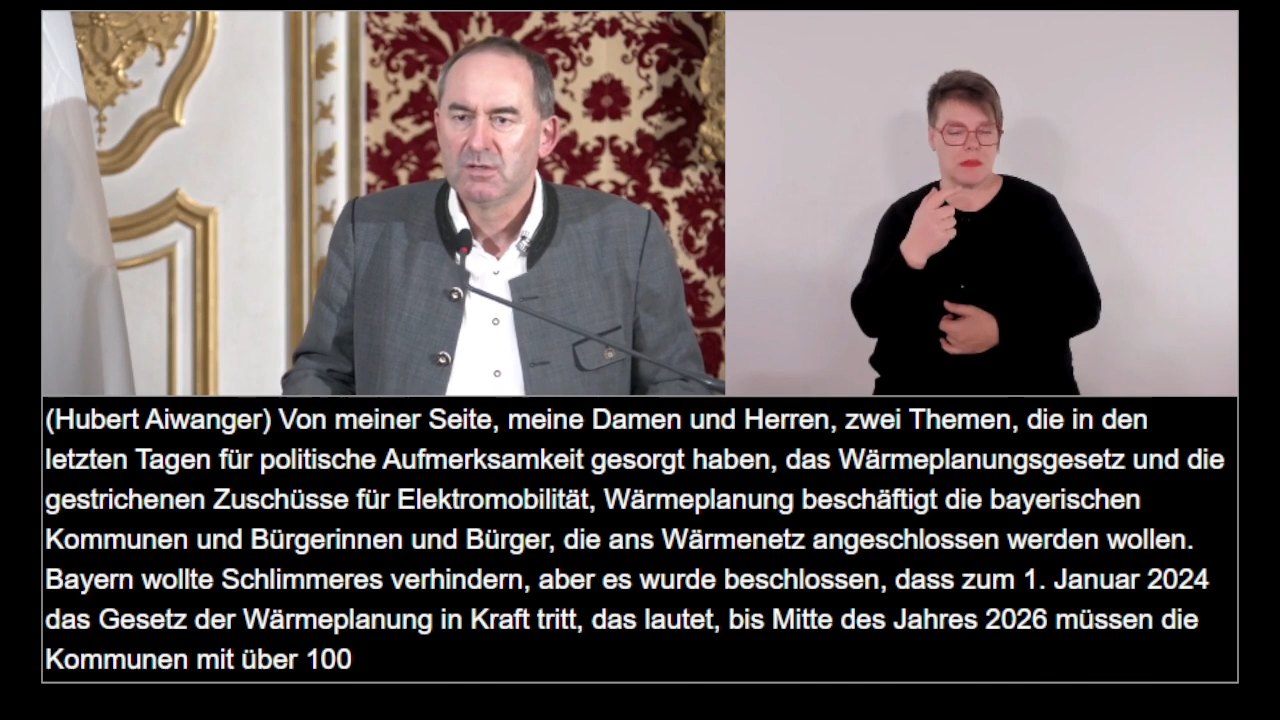 (Hubert Aiwanger) Von meiner Seite, meine Damen und Herren, zwei Themen, die in den
letzten Tagen für politische Aufmerksamkeit gesorgt haben, das Wärmeplanungsgesetz und die
gestrichenen Zuschüsse für Elektromobilität, Wärmeplanung beschäftigt die bayerischen
Kommunen und Bürgerinnen und Bürger, die ans Wärmenetz angeschlossen werden wollen.
Bayern wollte Schlimmeres verhindern, aber es wurde beschlossen, dass zum 1. Januar 2024
das Gesetz der Wärmeplanung in Kraft tritt, das lautet, bis Mitte des Jahres 2026 müssen die
Kommunen mit über 100